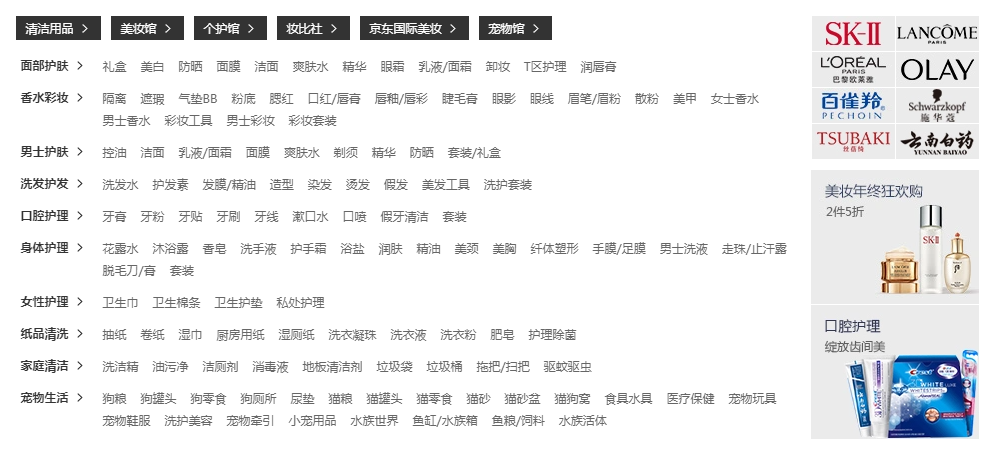 清洁用品 > 美妆馆 > 个护馆 > 妆比社 > 京东国际美妆 > 宠物馆 >
面部护肤 > 礼盒 美白 防晒 面膜 洁面 爽肤水 精华 眼霜 乳液/面霜 卸妆 T区护理 润唇膏
香水彩妆 > 隔离 遮瑕 气垫BB 粉底 腮红 口红/唇膏 唇釉/唇彩 睫毛膏 眼影 眼线 眉笔/眉粉 散粉 美甲 女士香水
男士香水 彩妆工具 男士彩妆 彩妆套装
男士护肤 > 控油 洁面 乳液/面霜 面膜 爽肤水 剃须 精华 防晒 套装/礼盒
洗发护发 > 洗发水 护发素 发膜/精油 造型 染发 烫发 假发 美发工具 洗护套装
口腔护理 > 牙膏 牙粉 牙贴 牙刷 牙线 漱口水 口喷 假牙清洁 套装
身体护理 > 花露水 沐浴露 香皂 洗手液 护手霜 浴盐 润肤 精油 美颈 美胸 纤体塑形 手膜/足膜 男士洗液 走珠/止汗露
脱毛刀/膏 套装
女性护理 > 卫生巾 卫生棉条 卫生护垫 私处护理
纸品清洗 > 抽纸 卷纸 湿巾 厨房用纸 湿厕纸 洗衣凝珠 洗衣液 洗衣粉 肥皂 护理除菌
家庭清洁 > 洗洁精 油污净 洁厕剂 消毒液 地板清洁剂 垃圾袋 垃圾桶 拖把/扫把 驱蚊驱虫
宠物生活 > 狗粮 狗罐头 狗零食 狗厕所 尿垫 猫粮 猫罐头 猫零食 猫砂 猫砂盆 猫狗窝 食具水具 医疗保健 宠物玩具
宠物鞋服 洗护美容 宠物牵引 小宠用品 水族世界 鱼缸/水族箱 鱼粮/饲料 水族活体
SK-II LANCÔME
PARIS
L'ORÉAL OLAY
PARIS
巴黎欧莱雅
百雀羚 Schwarzkopf
PECHOIN 施华蔻
TSUBAKI 云南白药
丝蓓绮 YUNNAN BAIYAO
美妆年终狂欢购
2件5折
SK-II
口腔护理
绽放齿间美
Crest
WHITE
WHITESTRIPS